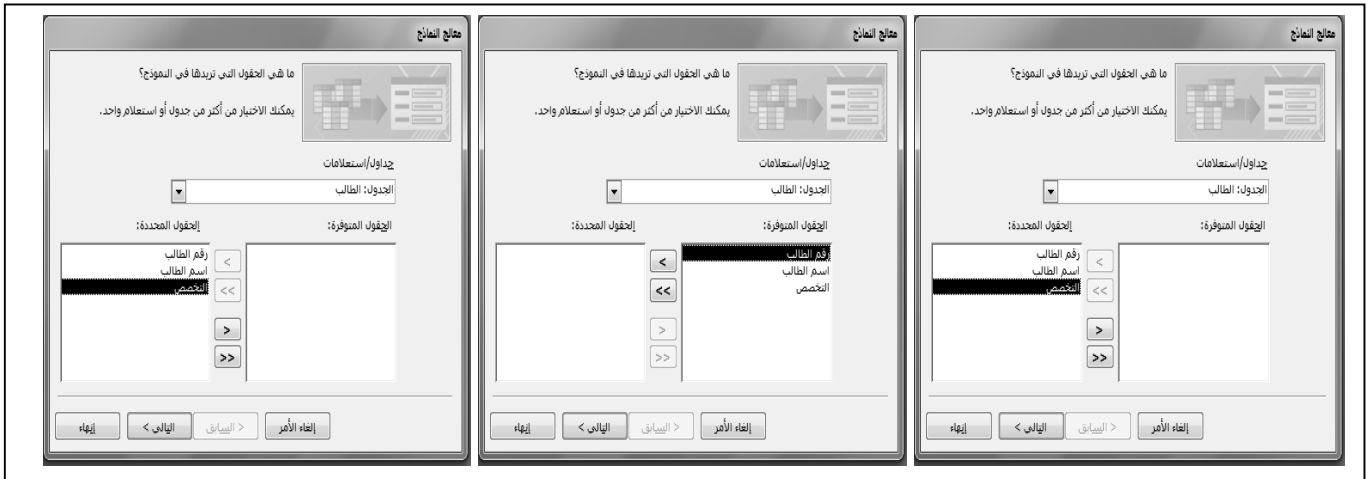 معالج النماذج
ما هي الحقول التي تريدها في النموذج؟
يمكنك الاختيار من أكثر من جدول أو استعلام واحد.
جداول/استعلامات
الجدول: الطالب
الحقول المتوفرة: الحقول المحددة:
رقم الطالب
اسم الطالب
التخصص
>
>>
<
<<
إلغاء الأمر < السابق التالي > إنهاء
معالج النماذج
ما هي الحقول التي تريدها في النموذج؟
يمكنك الاختيار من أكثر من جدول أو استعلام واحد.
جداول/استعلامات
الجدول: الطالب
الحقول المتوفرة: الحقول المحددة:
رقم الطالب
اسم الطالب
التخصص
<
<<
>
>>
إلغاء الأمر < السابق التالي > إنهاء
معالج النماذج
ما هي الحقول التي تريدها في النموذج؟
يمكنك الاختيار من أكثر من جدول أو استعلام واحد.
جداول/استعلامات
الجدول: الطالب
الحقول المتوفرة: الحقول المحددة:
رقم الطالب
اسم الطالب
التخصص
>
>>
<
<<
إلغاء الأمر < السابق التالي > إنهاء